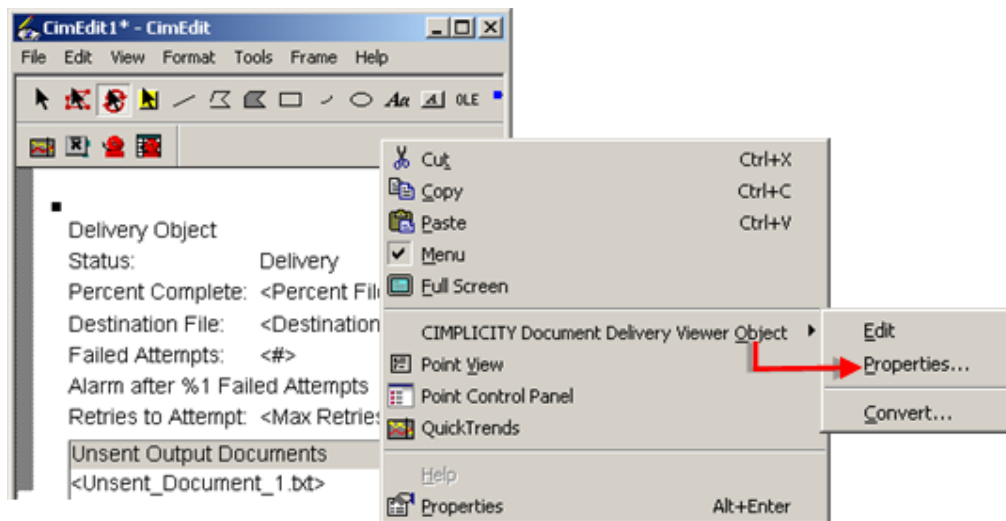 CimEdit1* - CimEdit
File Edit View Format Tools Frame Help
Aα A OLE
Delivery Object
Status: Delivery
Percent Complete: <Percent File
Destination File: <Destination
Failed Attempts: <#>
Alarm after %1 Failed Attempts
Retries to Attempt: <Max Retries
Unsent Output Documents
<Unsent_Document_1.txt>
Cut Ctrl+X
Copy Ctrl+C
Paste Ctrl+V
Menu
Full Screen
CIMPLICITY Document Delivery Viewer Object
Point View
Point Control Panel
QuickTrends
Help
Properties Alt+Enter
Edit
Properties...
Convert...